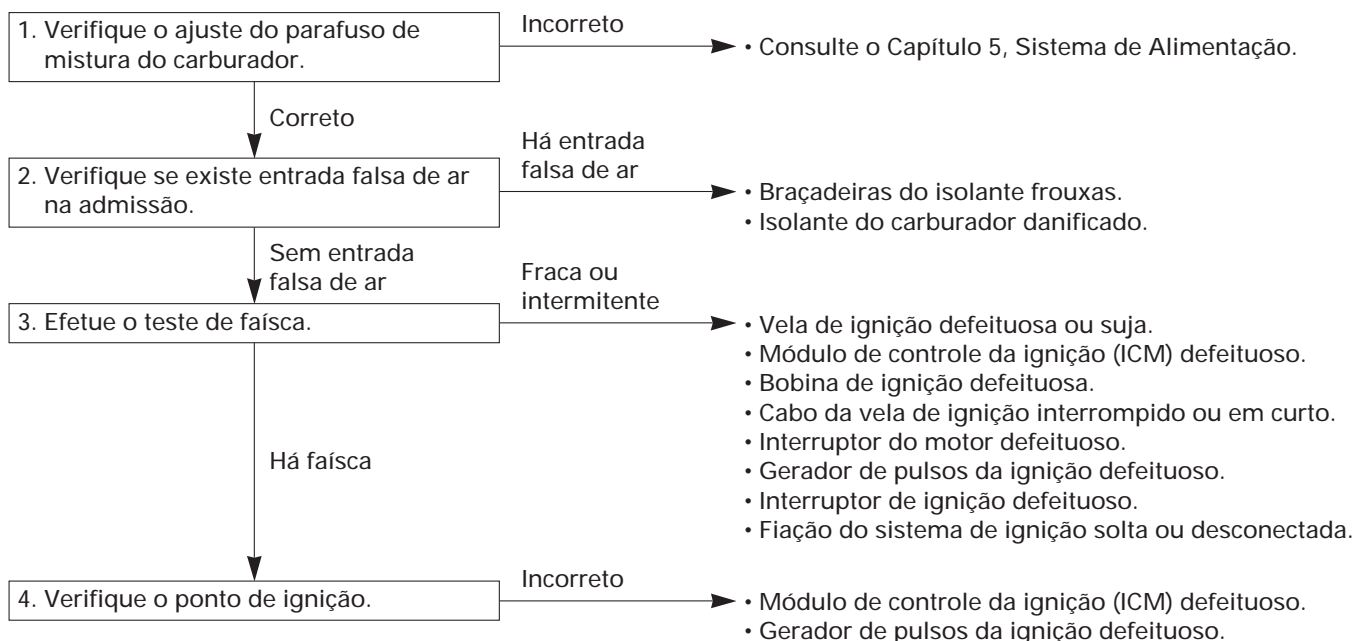 1. Verifique o ajuste do parafuso de
mistura do carburador.
Incorreto
• Consulte o Capítulo 5, Sistema de Alimentação.
Correto
2. Verifique se existe entrada falsa de ar
na admissão.
Há entrada
falsa de ar
• Braçadeiras do isolante frouxas.
• Isolante do carburador danificado.
Sem entrada
falsa de ar
3. Efetue o teste de faísca.
Fraca ou
intermitente
• Vela de ignição defeituosa ou suja.
• Módulo de controle da ignição (ICM) defeituoso.
• Bobina de ignição defeituosa.
• Cabo da vela de ignição interrompido ou em curto.
• Interruptor do motor defeituoso.
• Gerador de pulsos da ignição defeituoso.
• Interruptor de ignição defeituoso.
• Fiação do sistema de ignição solta ou desconectada.
Há faísca
4. Verifique o ponto de ignição.
Incorreto
• Módulo de controle da ignição (ICM) defeituoso.
• Gerador de pulsos da ignição defeituoso.